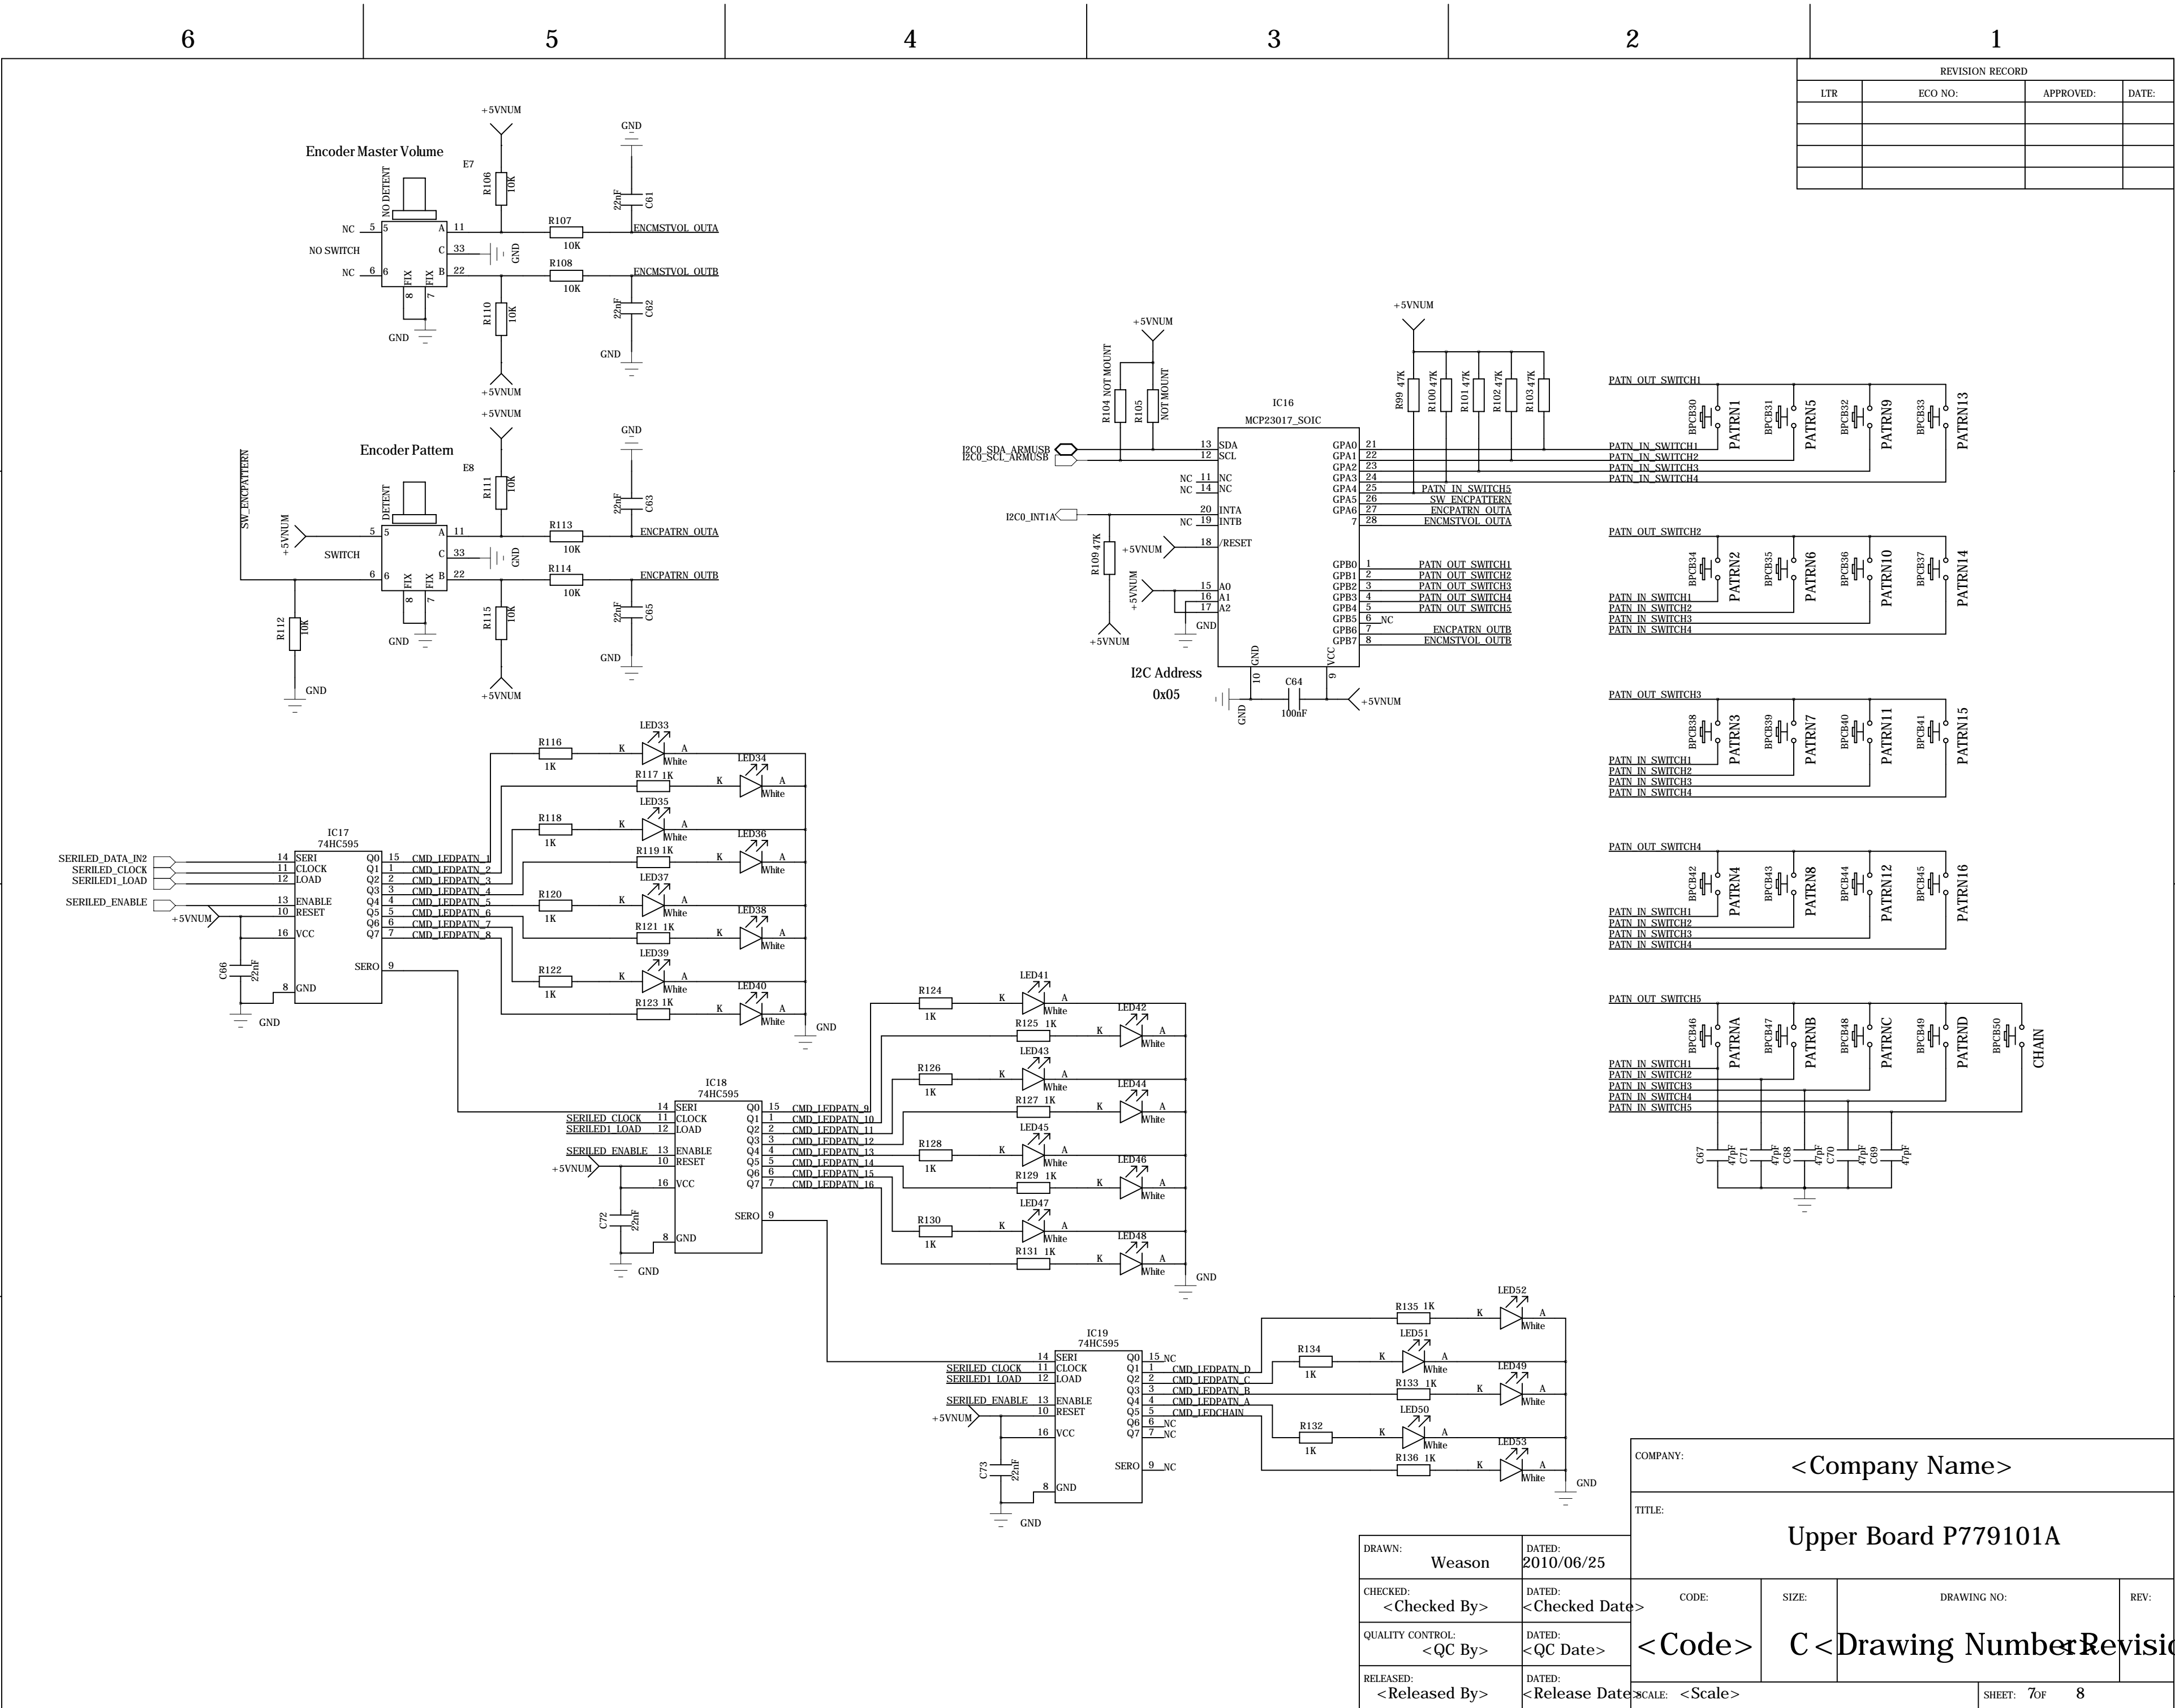 6 5 4 3 2 1
REVISION RECORD
LTR ECO NO: APPROVED: DATE:
+5VNUM
GND
Encoder Master Volume
E7
NO DETENT
R106 10K
22nF C61
NC 5 5 A 11
R107
10K
ENCMSTVOL_OUTA
NO SWITCH
C 33
GND
NC 6 6 B 22
R108
10K
ENCMSTVOL_OUTB
FIX FIX
8 7
GND
R110 10K
22nF C62
GND
+5VNUM
+5VNUM
GND
Encoder Pattern
E8
SW_ENCPATTERN
DETENT
R111 10K
22nF C63
+5VNUM
5 5 A 11
R113
10K
ENCPATRN_OUTA
SWITCH
C 33
GND
6 6 B 22
R114
10K
ENCPATRN_OUTB
FIX FIX
8 7
GND
R112 10K
GND
R115 10K
22nF C65
GND
+5VNUM
+5VNUM
R104 NOT MOUNT
R105 NOT MOUNT
+5VNUM
R99 47K
R100 47K
R101 47K
R102 47K
R103 47K
IC16
MCP23017_SOIC
I2C0_SDA_ARMUSB 13 SDA
I2C0_SCL_ARMUSB 12 SCL
NC 11 NC
NC 14 NC
I2C0_INT1A 20 INTA
NC 19 INTB
R109 47K
+5VNUM 18 /RESET
+5VNUM
15 A0
16 A1
17 A2
GND
+5VNUM
GPA0 21 PATN_IN_SWITCH1
GPA1 22 PATN_IN_SWITCH2
GPA2 23 PATN_IN_SWITCH3
GPA3 24 PATN_IN_SWITCH4
GPA4 25 PATN_IN_SWITCH5
GPA5 26 SW_ENCPATTERN
GPA6 27 ENCPATRN_OUTA
7 28 ENCMSTVOL_OUTA
GPB0 1 PATN_OUT_SWITCH1
GPB1 2 PATN_OUT_SWITCH2
GPB2 3 PATN_OUT_SWITCH3
GPB3 4 PATN_OUT_SWITCH4
GPB4 5 PATN_OUT_SWITCH5
GPB5 6 NC
GPB6 7 ENCPATRN_OUTB
GPB7 8 ENCMSTVOL_OUTB
GND VCC
10 9
I2C Address
0x05
GND
C64
100nF
+5VNUM
PATN_OUT_SWITCH1
BPCB30 PATRN1
BPCB31 PATRN5
BPCB32 PATRN9
BPCB33 PATRN13
PATN_OUT_SWITCH2
BPCB34 PATRN2
BPCB35 PATRN6
BPCB36 PATRN10
BPCB37 PATRN14
PATN_IN_SWITCH1
PATN_IN_SWITCH2
PATN_IN_SWITCH3
PATN_IN_SWITCH4
PATN_OUT_SWITCH3
BPCB38 PATRN3
BPCB39 PATRN7
BPCB40 PATRN11
BPCB41 PATRN15
PATN_IN_SWITCH1
PATN_IN_SWITCH2
PATN_IN_SWITCH3
PATN_IN_SWITCH4
PATN_OUT_SWITCH4
BPCB42 PATRN4
BPCB43 PATRN8
BPCB44 PATRN12
BPCB45 PATRN16
PATN_IN_SWITCH1
PATN_IN_SWITCH2
PATN_IN_SWITCH3
PATN_IN_SWITCH4
PATN_OUT_SWITCH5
BPCB46 PATRNA
BPCB47 PATRNB
BPCB48 PATRNC
BPCB49 PATRND
BPCB50 CHAIN
PATN_IN_SWITCH1
PATN_IN_SWITCH2
PATN_IN_SWITCH3
PATN_IN_SWITCH4
PATN_IN_SWITCH5
C67 47pF
C71 47pF
C68 47pF
C70 47pF
C69 47pF
IC17
74HC595
SERILED_DATA_IN2 14 SERI
SERILED_CLOCK 11 CLOCK
SERILED1_LOAD 12 LOAD
SERILED_ENABLE 13 ENABLE
+5VNUM 10 RESET
16 VCC
C66 22nF
8 GND
GND
Q0 15 CMD_LEDPATN_1
Q1 1 CMD_LEDPATN_2
Q2 2 CMD_LEDPATN_3
Q3 3 CMD_LEDPATN_4
Q4 4 CMD_LEDPATN_5
Q5 5 CMD_LEDPATN_6
Q6 6 CMD_LEDPATN_7
Q7 7 CMD_LEDPATN_8
SERO 9
R116 1K K LED33 A White
R117 1K K LED34 A White
R118 1K K LED35 A White
R119 1K K LED36 A White
R120 1K K LED37 A White
R121 1K K LED38 A White
R122 1K K LED39 A White
R123 1K K LED40 A White
GND
IC18
74HC595
14 SERI
SERILED_CLOCK 11 CLOCK
SERILED1_LOAD 12 LOAD
SERILED_ENABLE 13 ENABLE
+5VNUM 10 RESET
16 VCC
C72 22nF
8 GND
GND
Q0 15 CMD_LEDPATN_9
Q1 1 CMD_LEDPATN_10
Q2 2 CMD_LEDPATN_11
Q3 3 CMD_LEDPATN_12
Q4 4 CMD_LEDPATN_13
Q5 5 CMD_LEDPATN_14
Q6 6 CMD_LEDPATN_15
Q7 7 CMD_LEDPATN_16
SERO 9
R124 1K K LED41 A White
R125 1K K LED42 A White
R126 1K K LED43 A White
R127 1K K LED44 A White
R128 1K K LED45 A White
R129 1K K LED46 A White
R130 1K K LED47 A White
R131 1K K LED48 A White
GND
IC19
74HC595
14 SERI
SERILED_CLOCK 11 CLOCK
SERILED1_LOAD 12 LOAD
SERILED_ENABLE 13 ENABLE
+5VNUM 10 RESET
16 VCC
C73 22nF
8 GND
GND
Q0 15 NC
Q1 1 CMD_LEDPATN_D
Q2 2 CMD_LEDPATN_C
Q3 3 CMD_LEDPATN_B
Q4 4 CMD_LEDPATN_A
Q5 5 CMD_LEDCHAIN
Q6 6 NC
Q7 7 NC
SERO 9 NC
R135 1K K LED52 A White
R134 1K K LED51 A White
R133 1K K LED49 A White
R132 1K K LED50 A White
R136 1K K LED53 A White
GND
COMPANY:
<Company Name>
TITLE:
Upper Board P779101A
DRAWN: Weason DATED: 2010/06/25
CHECKED: <Checked By> DATED: <Checked Date>
QUALITY CONTROL: <QC By> DATED: <QC Date>
RELEASED: <Released By> DATED: <Release Date>
CODE: SIZE: DRAWING NO: REV:
<Code> C <Drawing Number> <Revisio
SCALE: <Scale> SHEET: 7 OF 8